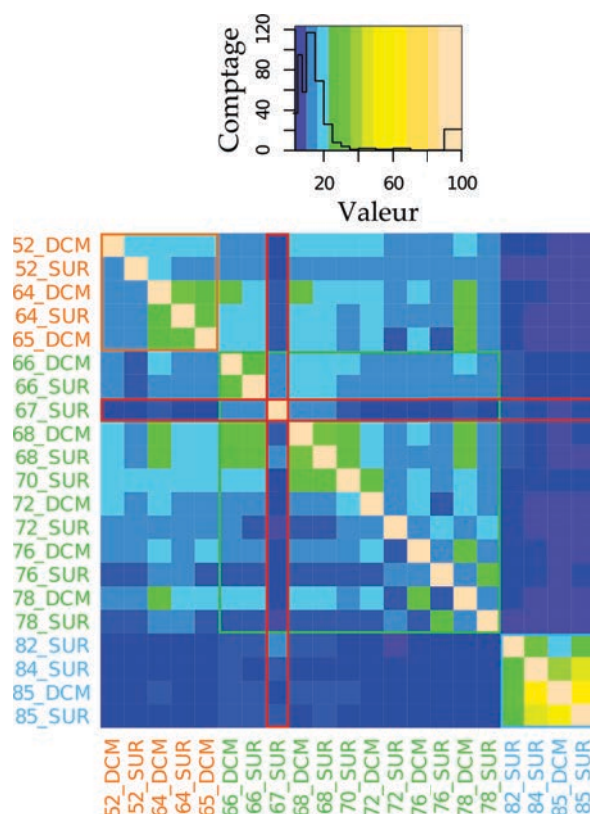 Comptage
0
40
80
120
20
60
100
Valeur
52_DCM
52_SUR
64_DCM
64_SUR
65_DCM
66_DCM
66_SUR
67_SUR
68_DCM
68_SUR
70_SUR
72_DCM
72_SUR
76_DCM
76_SUR
78_DCM
78_SUR
82_SUR
84_SUR
85_DCM
85_SUR
52_DCM
52_SUR
64_DCM
64_SUR
65_DCM
66_DCM
66_SUR
67_SUR
68_DCM
68_SUR
70_SUR
72_DCM
72_SUR
76_DCM
76_SUR
78_DCM
78_SUR
82_SUR
84_SUR
85_DCM
85_SUR